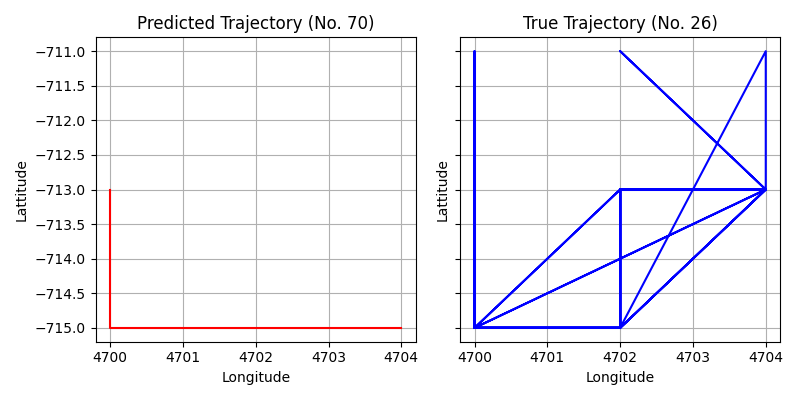 Predicted Trajectory (No. 70)
True Trajectory (No. 26)
Lattitude
−711.0
−711.5
−712.0
−712.5
−713.0
−713.5
−714.0
−714.5
−715.0
4700 4701 4702 4703 4704
Longitude
Lattitude
4700 4701 4702 4703 4704
Longitude